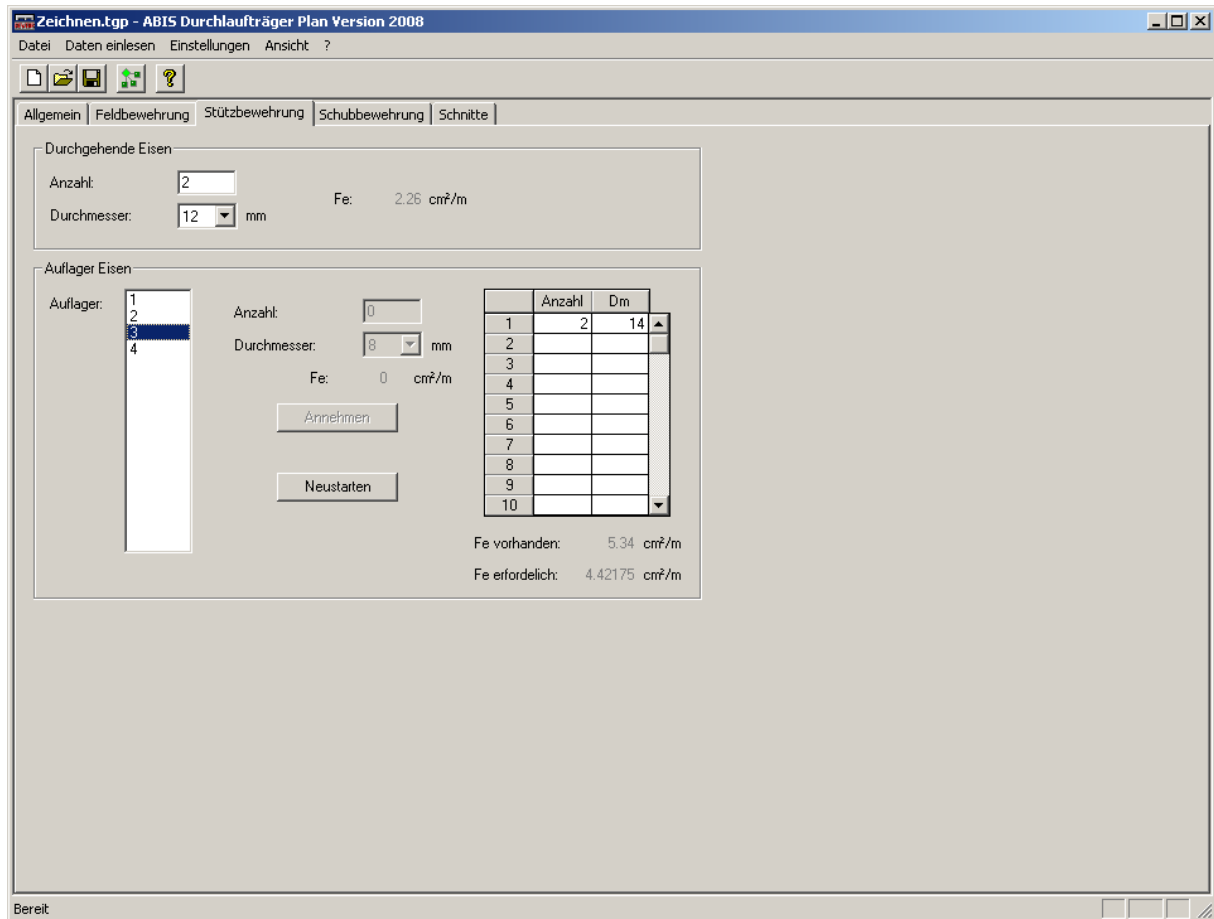 Zeichnen.tgp - ABIS Durchlaufträger Plan Version 2008
Datei Daten einlesen Einstellungen Ansicht ?
Allgemein Feldbewehrung Stützbewehrung Schubbewehrung Schnitte
Durchgehende Eisen
Anzahl: 2
Fe: 2.26 cm²/m
Durchmesser: 12 mm
Auflager Eisen
Auflager:
1
2
3
4
Anzahl: 0
Durchmesser: 8 mm
Fe: 0 cm²/m
Annehmen
Neustarten
Anzahl Dm
1 2 14
2
3
4
5
6
7
8
9
10
Fe vorhanden: 5.34 cm²/m
Fe erfordelich: 4.42175 cm²/m
Bereit